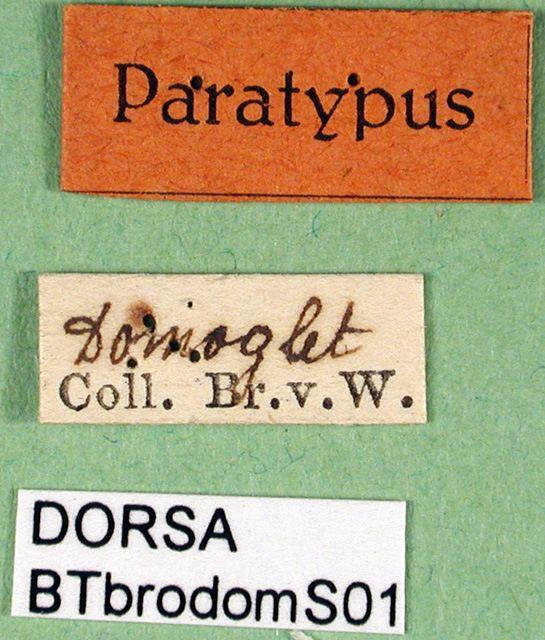 Paratypus
Domoglet
Coll. Br.v.W.
DORSA
BTbrodomS01